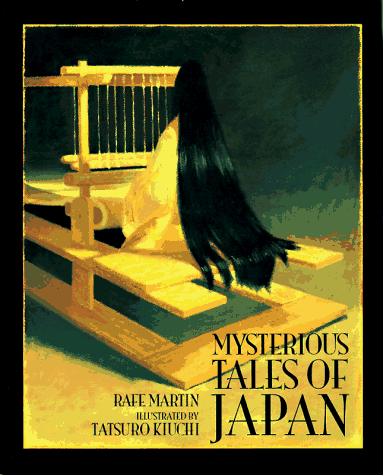 MYSTERIOUS
TALES OF
JAPAN
RAFE MARTIN
ILLUSTRATED BY
TATSURO KIUCHI